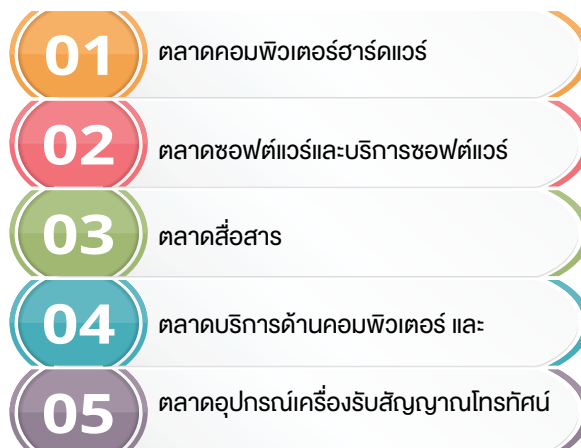 01 ตลาดคอมพิวเตอร์ฮาร์ดแวร์
02 ตลาดซอฟต์แวร์และบริการซอฟต์แวร์
03 ตลาดสื่อสาร
04 ตลาดบริการด้านคอมพิวเตอร์ และ
05 ตลาดอุปกรณ์เครื่องรับสัญญาณโทรทัศน์